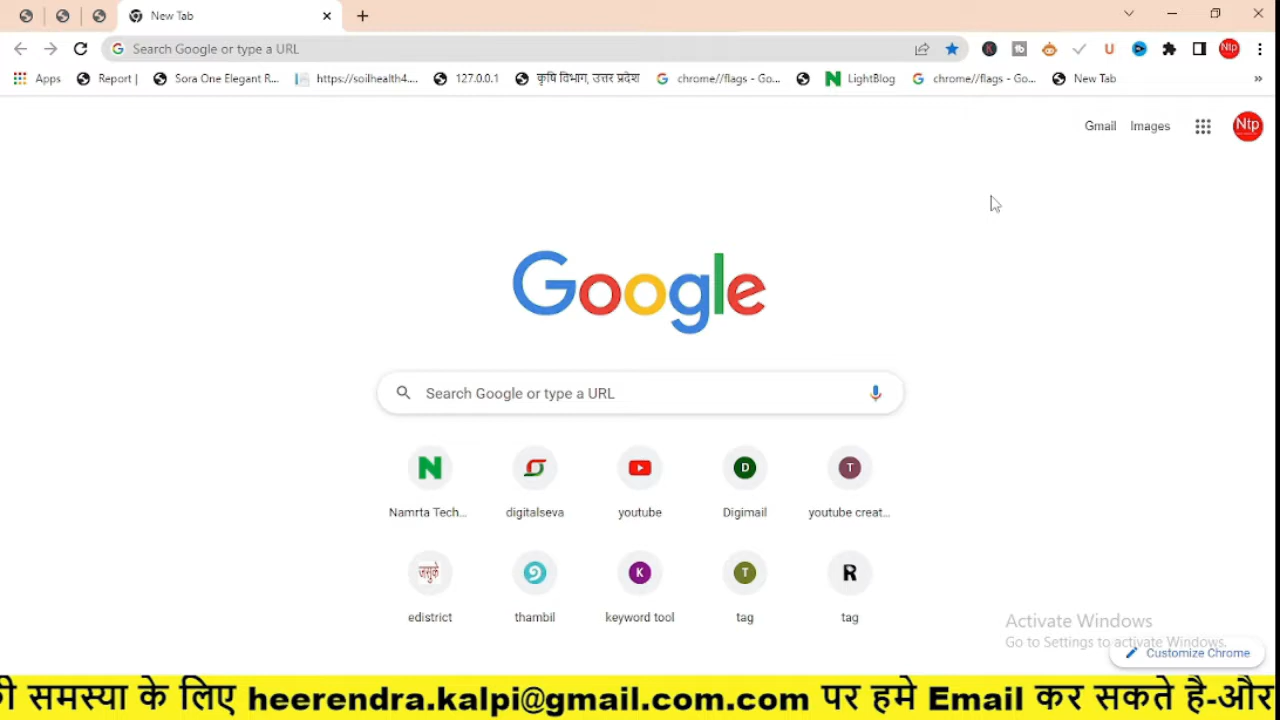 New Tab
Search Google or type a URL
Apps Report | Sora One Elegant R... https://soilhealth4.... 127.0.0.1 कृषि विभाग, उत्तर प्रदेश chrome//flags - Go... LightBlog chrome//flags - Go... New Tab »
Gmail Images Ntp
Google
Search Google or type a URL
Namrta Tech... digitalseva youtube Digimail youtube creat...
edistrict thambil keyword tool tag tag
Activate Windows
Go to Settings to activate Windows.
Customize Chrome
की समस्या के लिए heerendra.kalpi@gmail.com.com पर हमे Email कर सकते है-और